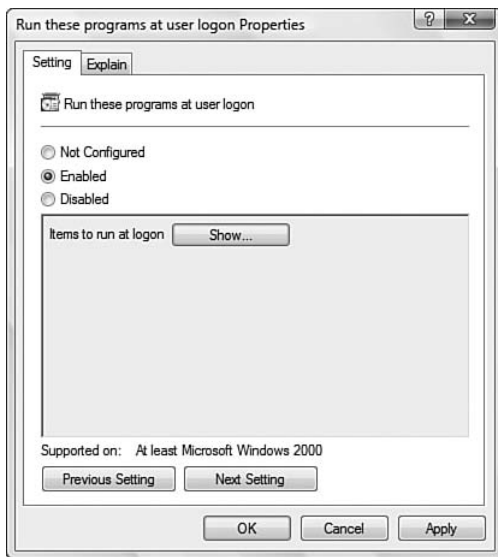 Run these programs at user logon Properties
Setting
Explain
Run these programs at user logon
Not Configured
Enabled
Disabled
Items to run at logon
Show...
Supported on: At least Microsoft Windows 2000
Previous Setting
Next Setting
OK
Cancel
Apply